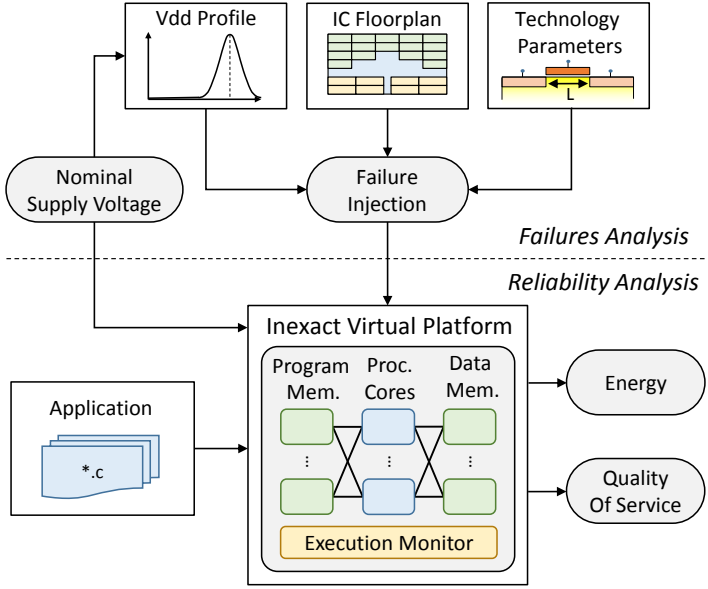 Vdd Profile
IC Floorplan
Technology
Parameters
L
Nominal
Supply Voltage
Failure
Injection
Failures Analysis
Reliability Analysis
Inexact Virtual Platform
Program
Mem.
Proc.
Cores
Data
Mem.
...
...
...
Execution Monitor
Application
*.c
Energy
Quality
Of Service